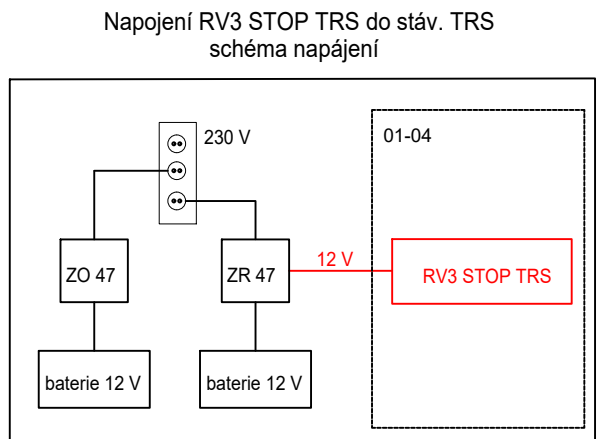 Napojení RV3 STOP TRS do stáv. TRS
schéma napájení
230 V
01-04
ZO 47
ZR 47
12 V
RV3 STOP TRS
baterie 12 V
baterie 12 V